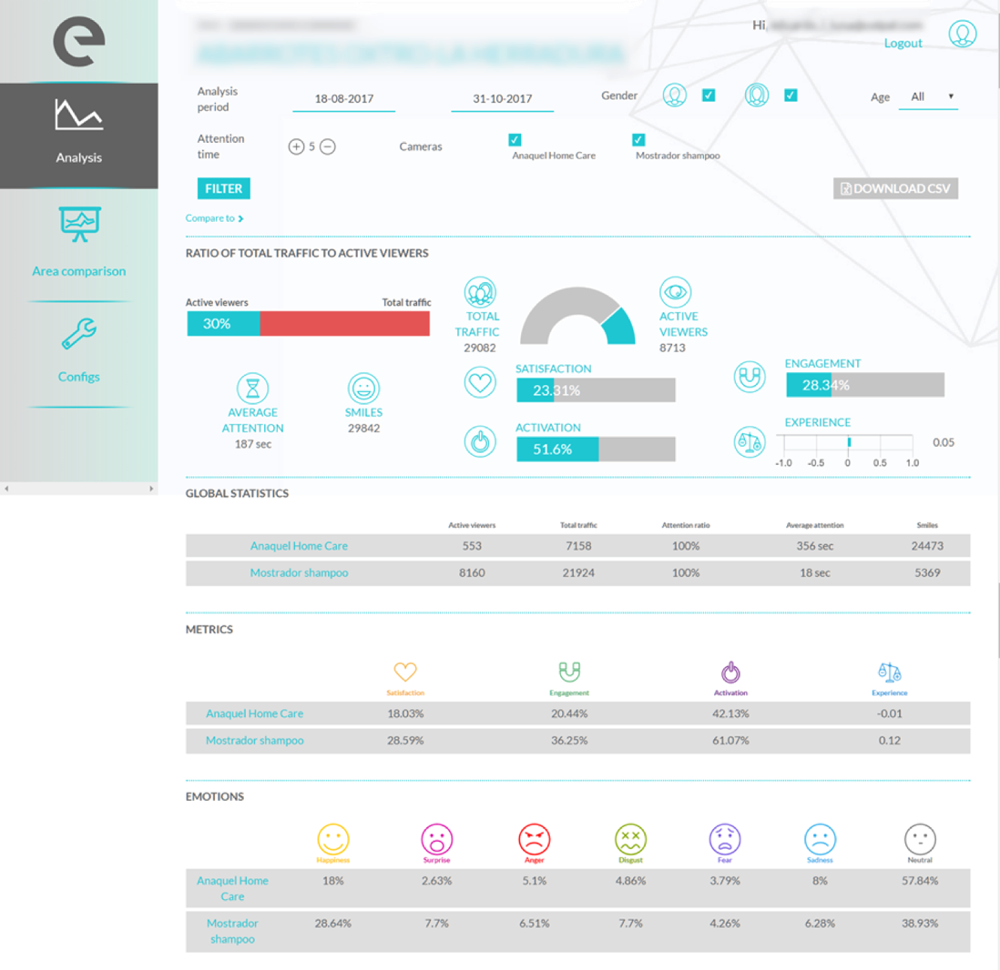 Hi,
Logout
Analysis period
18-08-2017
31-10-2017
Gender
Age
All
Attention time
5
Cameras
Anaquel Home Care
Mostrador shampoo
FILTER
DOWNLOAD CSV
Compare to
Analysis
Area comparison
Configs
RATIO OF TOTAL TRAFFIC TO ACTIVE VIEWERS
Active viewers
Total traffic
30%
TOTAL TRAFFIC
29082
ACTIVE VIEWERS
8713
AVERAGE ATTENTION
187 sec
SMILES
29842
SATISFACTION
23.31%
ACTIVATION
51.6%
ENGAGEMENT
28.34%
EXPERIENCE
0.05
-1.0 -0.5 0 0.5 1.0
GLOBAL STATISTICS
Active viewers Total traffic Attention ratio Average attention Smiles
Anaquel Home Care 553 7158 100% 356 sec 24473
Mostrador shampoo 8160 21924 100% 18 sec 5369
METRICS
Satisfaction Engagement Activation Experience
Anaquel Home Care 18.03% 20.44% 42.13% -0.01
Mostrador shampoo 28.59% 36.25% 61.07% 0.12
EMOTIONS
Happiness Surprise Anger Disgust Fear Sadness Neutral
Anaquel Home Care 18% 2.63% 5.1% 4.86% 3.79% 8% 57.84%
Mostrador shampoo 28.64% 7.7% 6.51% 7.7% 4.26% 6.28% 38.93%